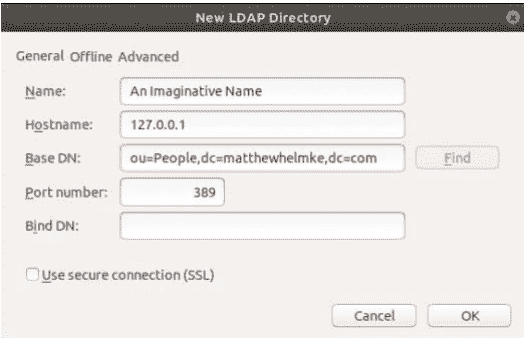 New LDAP Directory
General Offline Advanced
Name: An Imaginative Name
Hostname: 127.0.0.1
Base DN: ou=People,dc=matthewhelmke,dc=com Find
Port number: 389
Bind DN:
Use secure connection (SSL)
Cancel OK